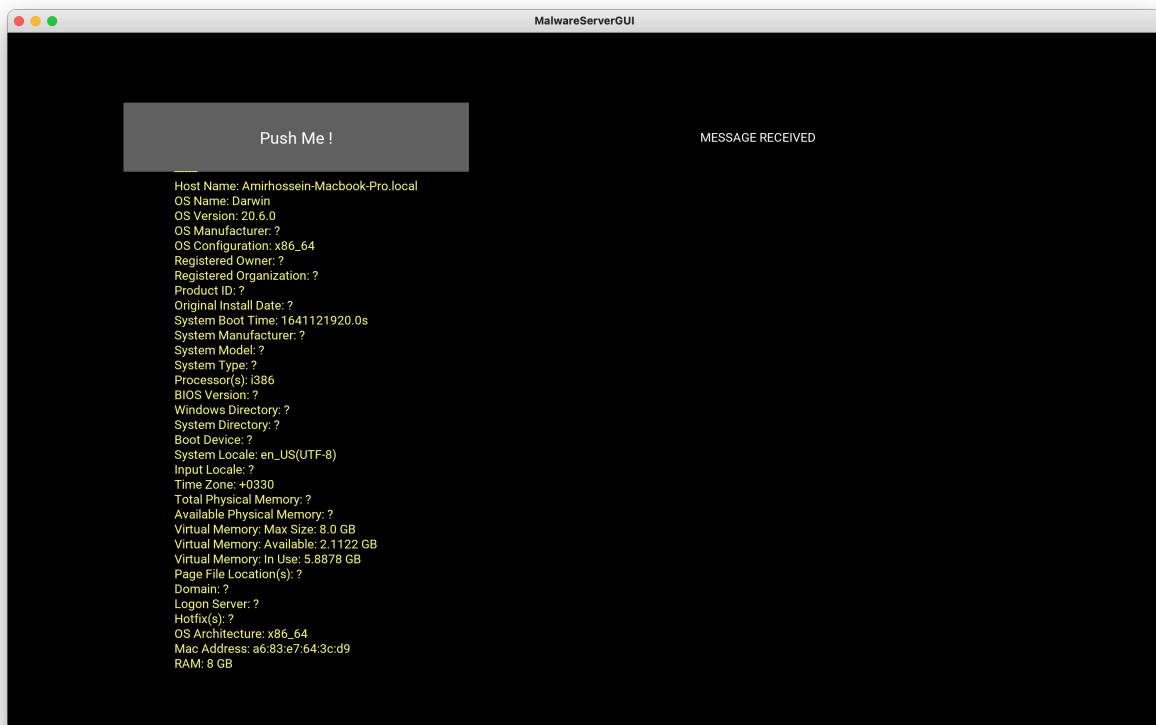 MalwareServerGUI
Push Me !
MESSAGE RECEIVED
Host Name: Amirhossein-Macbook-Pro.local
OS Name: Darwin
OS Version: 20.6.0
OS Manufacturer: ?
OS Configuration: x86_64
Registered Owner: ?
Registered Organization: ?
Product ID: ?
Original Install Date: ?
System Boot Time: 1641121920.0s
System Manufacturer: ?
System Model: ?
System Type: ?
Processor(s): i386
BIOS Version: ?
Windows Directory: ?
System Directory: ?
Boot Device: ?
System Locale: en_US(UTF-8)
Input Locale: ?
Time Zone: +0330
Total Physical Memory: ?
Available Physical Memory: ?
Virtual Memory: Max Size: 8.0 GB
Virtual Memory: Available: 2.1122 GB
Virtual Memory: In Use: 5.8878 GB
Page File Location(s): ?
Domain: ?
Logon Server: ?
Hotfix(s): ?
OS Architecture: x86_64
Mac Address: a6:83:e7:64:3c:d9
RAM: 8 GB